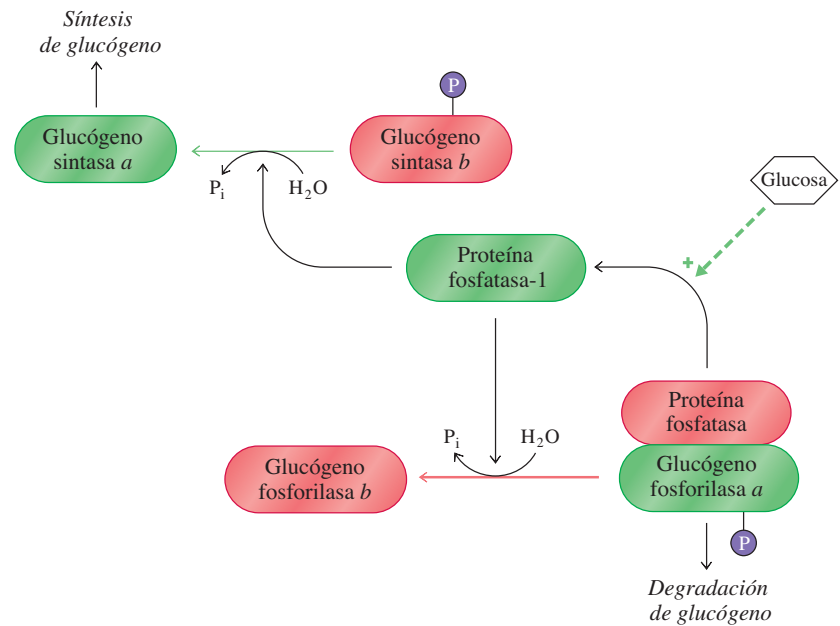 Síntesis
de glucógeno
P
Glucógeno
sintasa a
Glucógeno
sintasa b
Pi
H2O
Glucosa
+
Proteína
fosfatasa-1
Proteína
fosfatasa
Pi
H2O
Glucógeno
fosforilasa b
Glucógeno
fosforilasa a
P
Degradación
de glucógeno